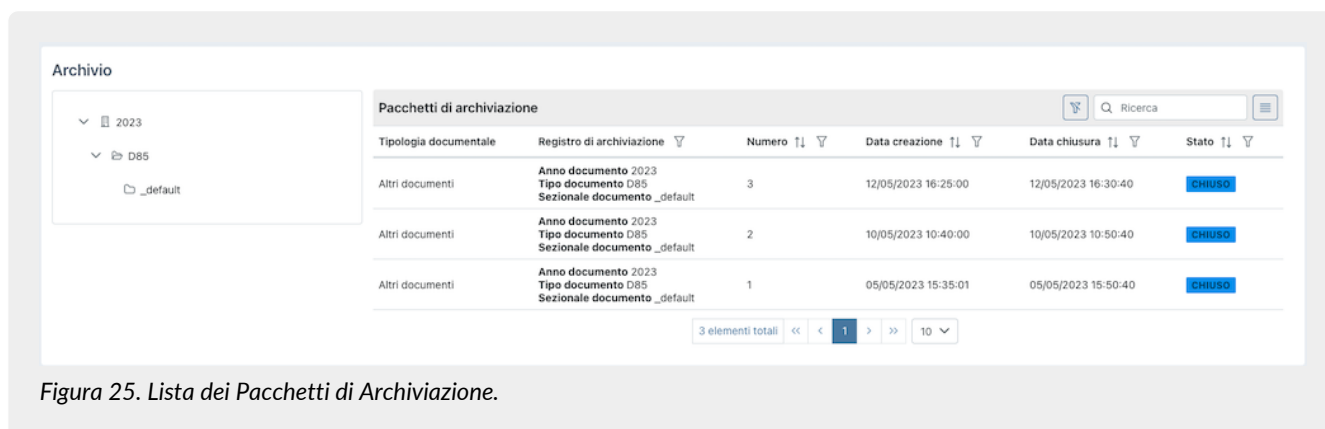 Archivio
2023
D85
_default
Pacchetti di archiviazione
Ricerca
Tipologia documentale Registro di archiviazione Numero Data creazione Data chiusura Stato
Anno documento 2023
Altri documenti Tipo documento D85 3 12/05/2023 16:25:00 12/05/2023 16:30:40 CHIUSO
Sezionale documento _default
Anno documento 2023
Altri documenti Tipo documento D85 2 10/05/2023 10:40:00 10/05/2023 10:50:40 CHIUSO
Sezionale documento _default
Anno documento 2023
Altri documenti Tipo documento D85 1 05/05/2023 15:35:01 05/05/2023 15:50:40 CHIUSO
Sezionale documento _default
3 elementi totali << < 1 > >> 10
Figura 25. Lista dei Pacchetti di Archiviazione.